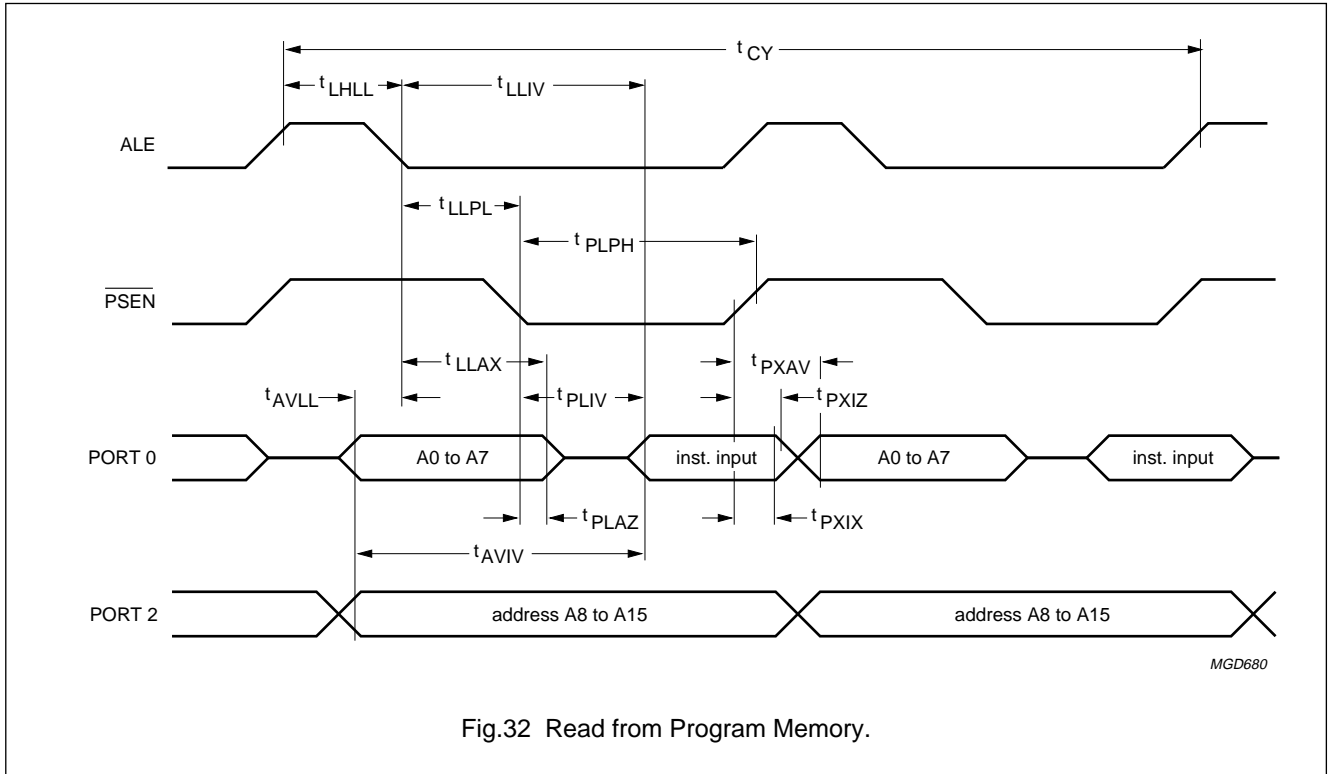 t CY
t LHLL
t LLIV
ALE
t LLPL
t PLPH
PSEN
t LLAX
t PXAV
t AVLL
t PLIV
t PXIZ
PORT 0
A0 to A7
inst. input
A0 to A7
inst. input
t PLAZ
t PXIX
t AVIV
PORT 2
address A8 to A15
address A8 to A15
MGD680
Fig.32 Read from Program Memory.